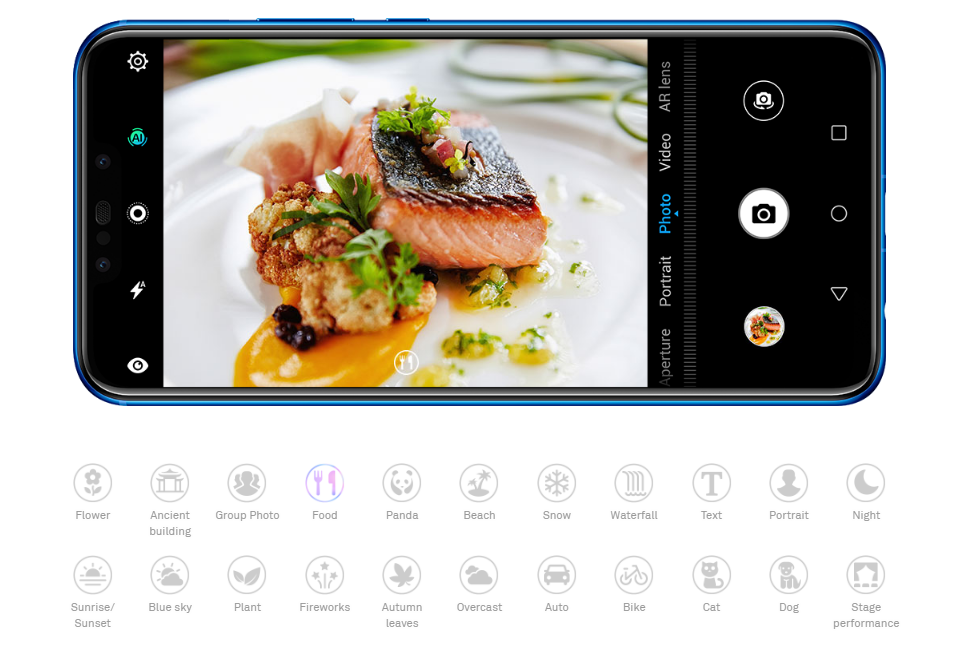 AI
A
AR lens
Video
Photo
Portrait
Aperture
Flower
Ancient
building
Group Photo
Food
Panda
Beach
Snow
Waterfall
T
Text
Portrait
Night
Sunrise/
Sunset
Blue sky
Plant
Fireworks
Autumn
leaves
Overcast
Auto
Bike
Cat
Dog
Stage
performance